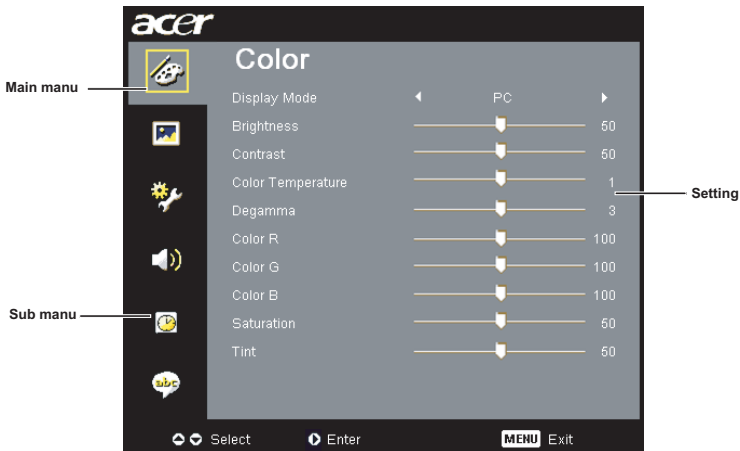 acer
Color
Main manu
Display Mode PC
Brightness 50
Contrast 50
Color Temperature 1
Setting
Degamma 3
Color R 100
Color G 100
Color B 100
Sub manu
Saturation 50
Tint 50
abc
Select Enter MENU Exit